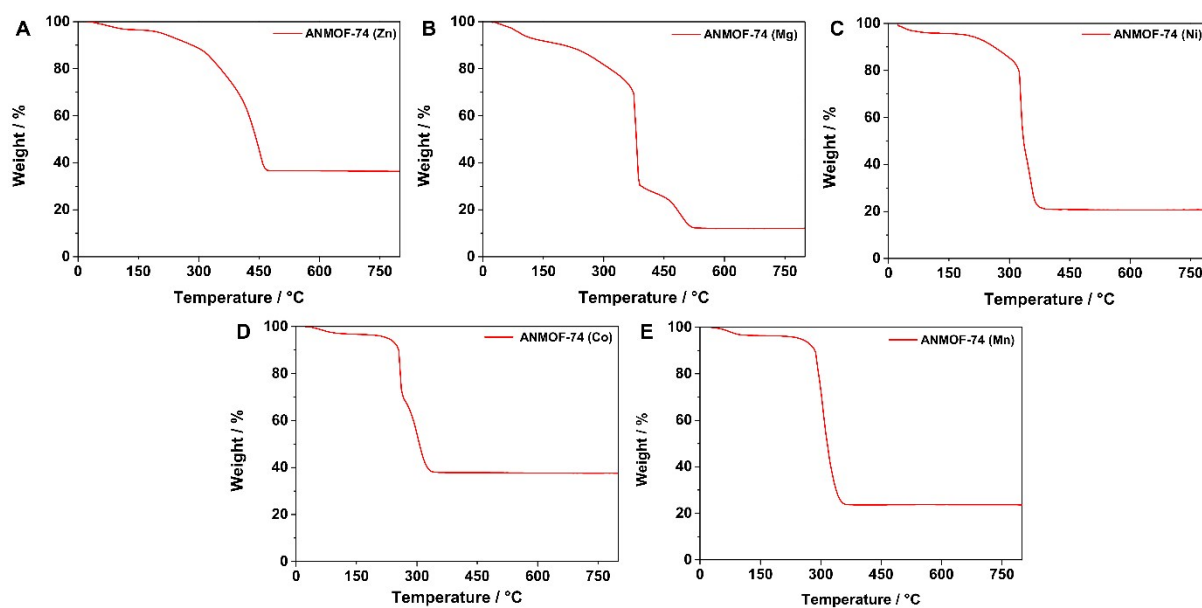 A
ANMOF-74 (Zn)
Weight / %
100
80
60
40
20
0
0 150 300 450 600 750
Temperature / °C
B
ANMOF-74 (Mg)
Weight / %
100
80
60
40
20
0
0 150 300 450 600 750
Temperature / °C
C
ANMOF-74 (Ni)
Weight / %
100
80
60
40
20
0
0 150 300 450 600 750
Temperature / °C
D
ANMOF-74 (Co)
Weight / %
100
80
60
40
20
0
0 150 300 450 600 750
Temperature / °C
E
ANMOF-74 (Mn)
Weight / %
100
80
60
40
20
0
0 150 300 450 600 750
Temperature / °C